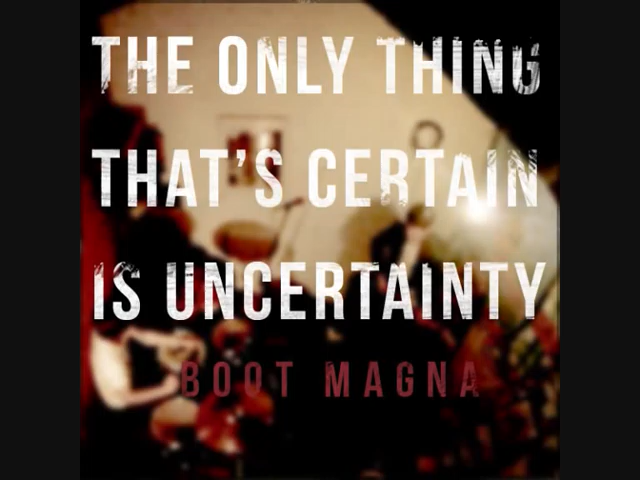 THE ONLY THING
THAT'S CERTAIN
IS UNCERTAINTY
BOOT MAGNA